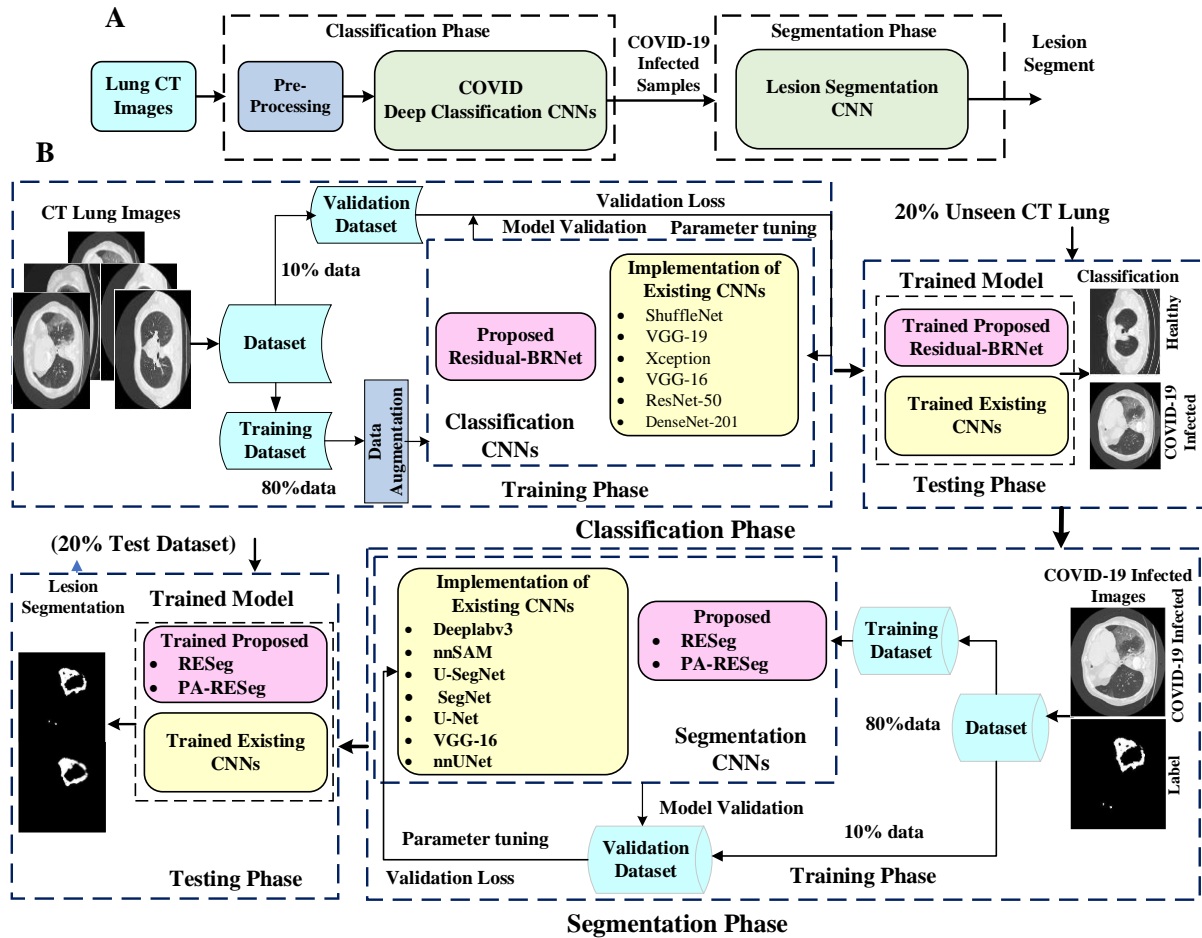 A
Classification Phase
Lung CT
Images
Pre-
Processing
COVID
Deep Classification CNNs
COVID-19
Infected
Samples
Segmentation Phase
Lesion Segmentation
CNN
Lesion
Segment
B
CT Lung Images
Validation
Dataset
10% data
Dataset
Training
Dataset
80%data
Data
Augmentation
Validation Loss
Model Validation
Parameter tuning
Proposed
Residual-BRNet
Classification
CNNs
Implementation of
Existing CNNs
• ShuffleNet
• VGG-19
• Xception
• VGG-16
• ResNet-50
• DenseNet-201
Training Phase
20% Unseen CT Lung
Trained Model
Trained Proposed
Residual-BRNet
Trained Existing
CNNs
Classification
Healthy
COVID-19
Infected
Testing Phase
Classification Phase
(20% Test Dataset)
Lesion
Segmentation
Trained Model
Trained Proposed
• RESeg
• PA-RESeg
Trained Existing
CNNs
Testing Phase
Implementation of
Existing CNNs
• Deeplabv3
• nnSAM
• U-SegNet
• SegNet
• U-Net
• VGG-16
• nnUNet
Proposed
• RESeg
• PA-RESeg
Segmentation
CNNs
Training
Dataset
80%data
Dataset
COVID-19 Infected
Images
COVID-19 Infected
Label
Model Validation
10% data
Parameter tuning
Validation Loss
Validation
Dataset
Training Phase
Segmentation Phase